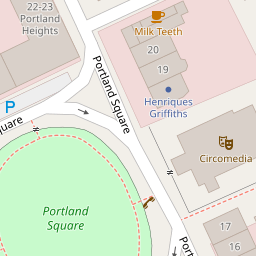 22-23
Portland
Heights
Milk Teeth
20
19
Henriques
Griffiths
P
Portland Square
Circomedia
Portland
Square
17
16